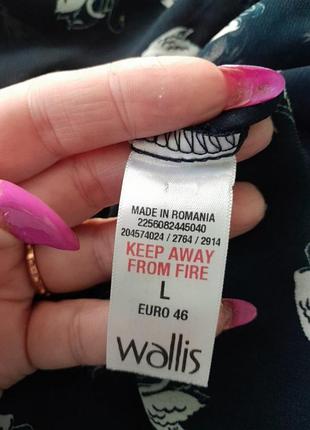 MADE IN ROMANIA
2256082445040
204574024 / 2764 / 2914
KEEP AWAY
FROM FIRE
L
EURO 46
wallis